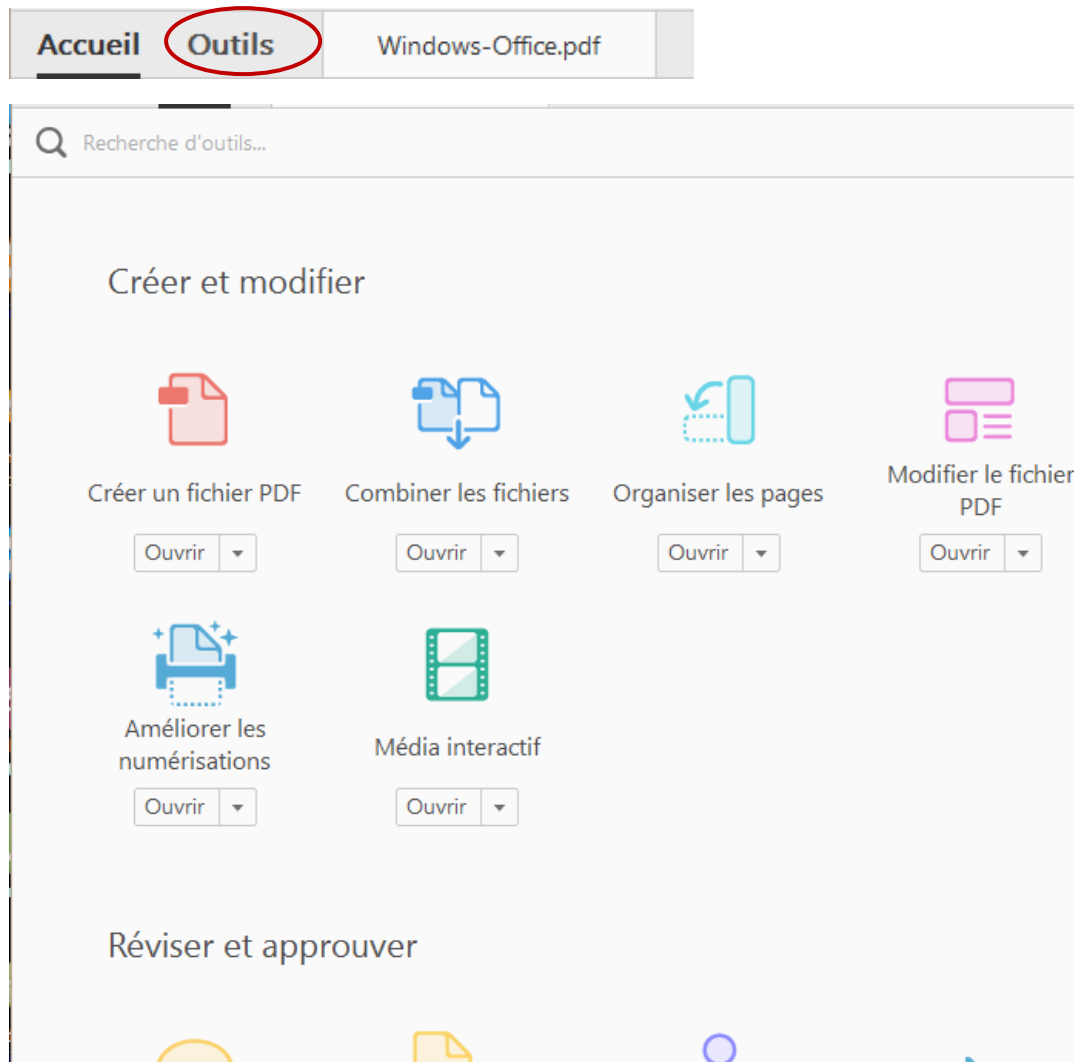 Accueil Outils Windows-Office.pdf
Recherche d'outils...
Créer et modifier
Créer un fichier PDF
Ouvrir
Combiner les fichiers
Ouvrir
Organiser les pages
Ouvrir
Modifier le fichier
PDF
Ouvrir
Améliorer les
numérisations
Ouvrir
Média interactif
Ouvrir
Réviser et approuver